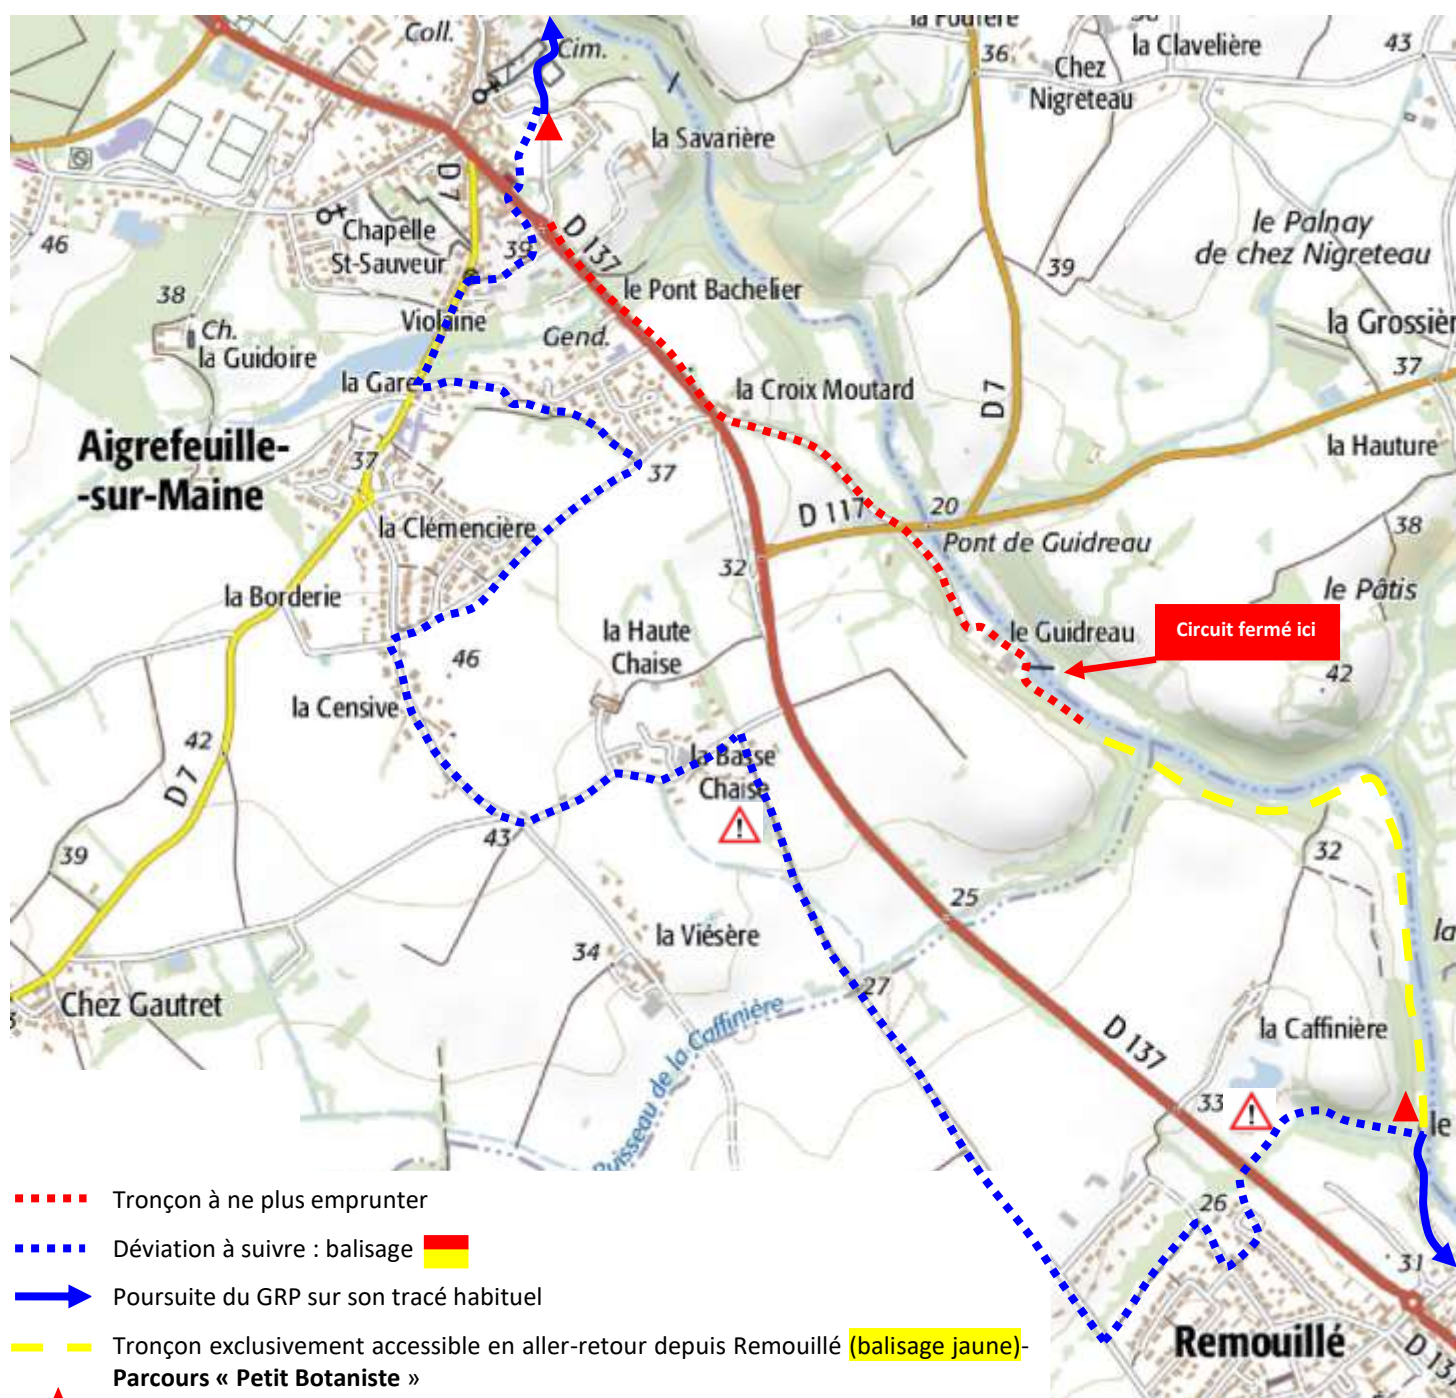 Coll.
Cim.
la Fourère
36
la Clavelière
43
Chez
Nigreteau
la Savarière
D 7
Chapelle
St-Sauveur
39
D 137
46
le Palnay
de chez Nigreteau
39
38
le Pont Bachelier
Violaine
Ch.
la Guidoire
Gend.
la Grossièr
37
la Gare
la Croix Moutard
D 7
Aigrefeuille-
-sur-Maine
37
37
la Hauture
D 117
20
38
la Clémencière
Pont de Guidreau
32
la Borderie
le Pâtis
la Haute
Chaise
le Guidreau
Circuit fermé ici
46
42
la Censive
42
D 7
la Basse
Chaise
43
39
32
25
la Viésère
la
34
27
Chez Gautret
3
Ruisseau de la Caffinière
D 137
la Caffinière
33
le
26
31
Remouillé
D 13
Tronçon à ne plus emprunter
Déviation à suivre : balisage
Poursuite du GRP sur son tracé habituel
Tronçon exclusivement accessible en aller-retour depuis Remouillé (balisage jaune)-
Parcours « Petit Botaniste »